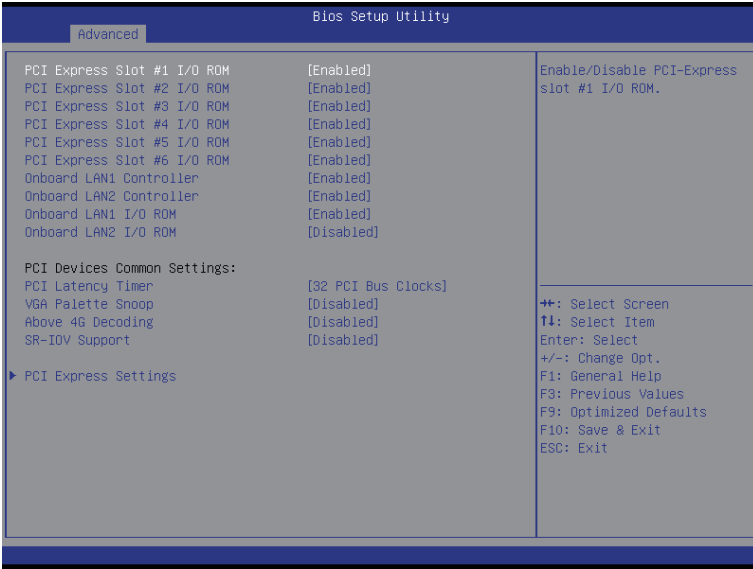 Bios Setup Utility
Advanced
PCI Express Slot #1 I/O ROM [Enabled]
PCI Express Slot #2 I/O ROM [Enabled]
PCI Express Slot #3 I/O ROM [Enabled]
PCI Express Slot #4 I/O ROM [Enabled]
PCI Express Slot #5 I/O ROM [Enabled]
PCI Express Slot #6 I/O ROM [Enabled]
Onboard LAN1 Controller [Enabled]
Onboard LAN2 Controller [Enabled]
Onboard LAN1 I/O ROM [Enabled]
Onboard LAN2 I/O ROM [Disabled]
PCI Devices Common Settings:
PCI Latency Timer [32 PCI Bus Clocks]
VGA Palette Snoop [Disabled]
Above 4G Decoding [Disabled]
SR-IOV Support [Disabled]
PCI Express Settings
Enable/Disable PCI-Express
slot #1 I/O ROM.
→←: Select Screen
↑↓: Select Item
Enter: Select
+/-: Change Opt.
F1: General Help
F3: Previous Values
F9: Optimized Defaults
F10: Save & Exit
ESC: Exit